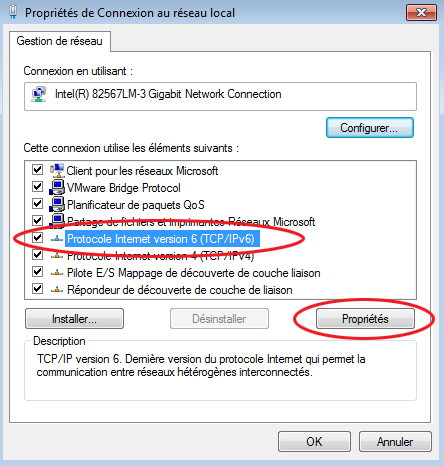 Propriétés de Connexion au réseau local
Gestion de réseau
Connexion en utilisant :
Intel(R) 82567LM-3 Gigabit Network Connection
Configurer...
Cette connexion utilise les éléments suivants :
Client pour les réseaux Microsoft
VMware Bridge Protocol
Planificateur de paquets QoS
Partage de fichiers et imprimantes Réseaux Microsoft
Protocole Internet version 6 (TCP/IPv6)
Protocole Internet version 4 (TCP/IPv4)
Pilote E/S Mappage de découverte de couche liaison
Répondeur de découverte de couche de liaison
Installer...
Désinstaller
Propriétés
Description
TCP/IP version 6. Dernière version du protocole Internet qui permet la
communication entre réseaux hétérogènes interconnectés.
OK
Annuler